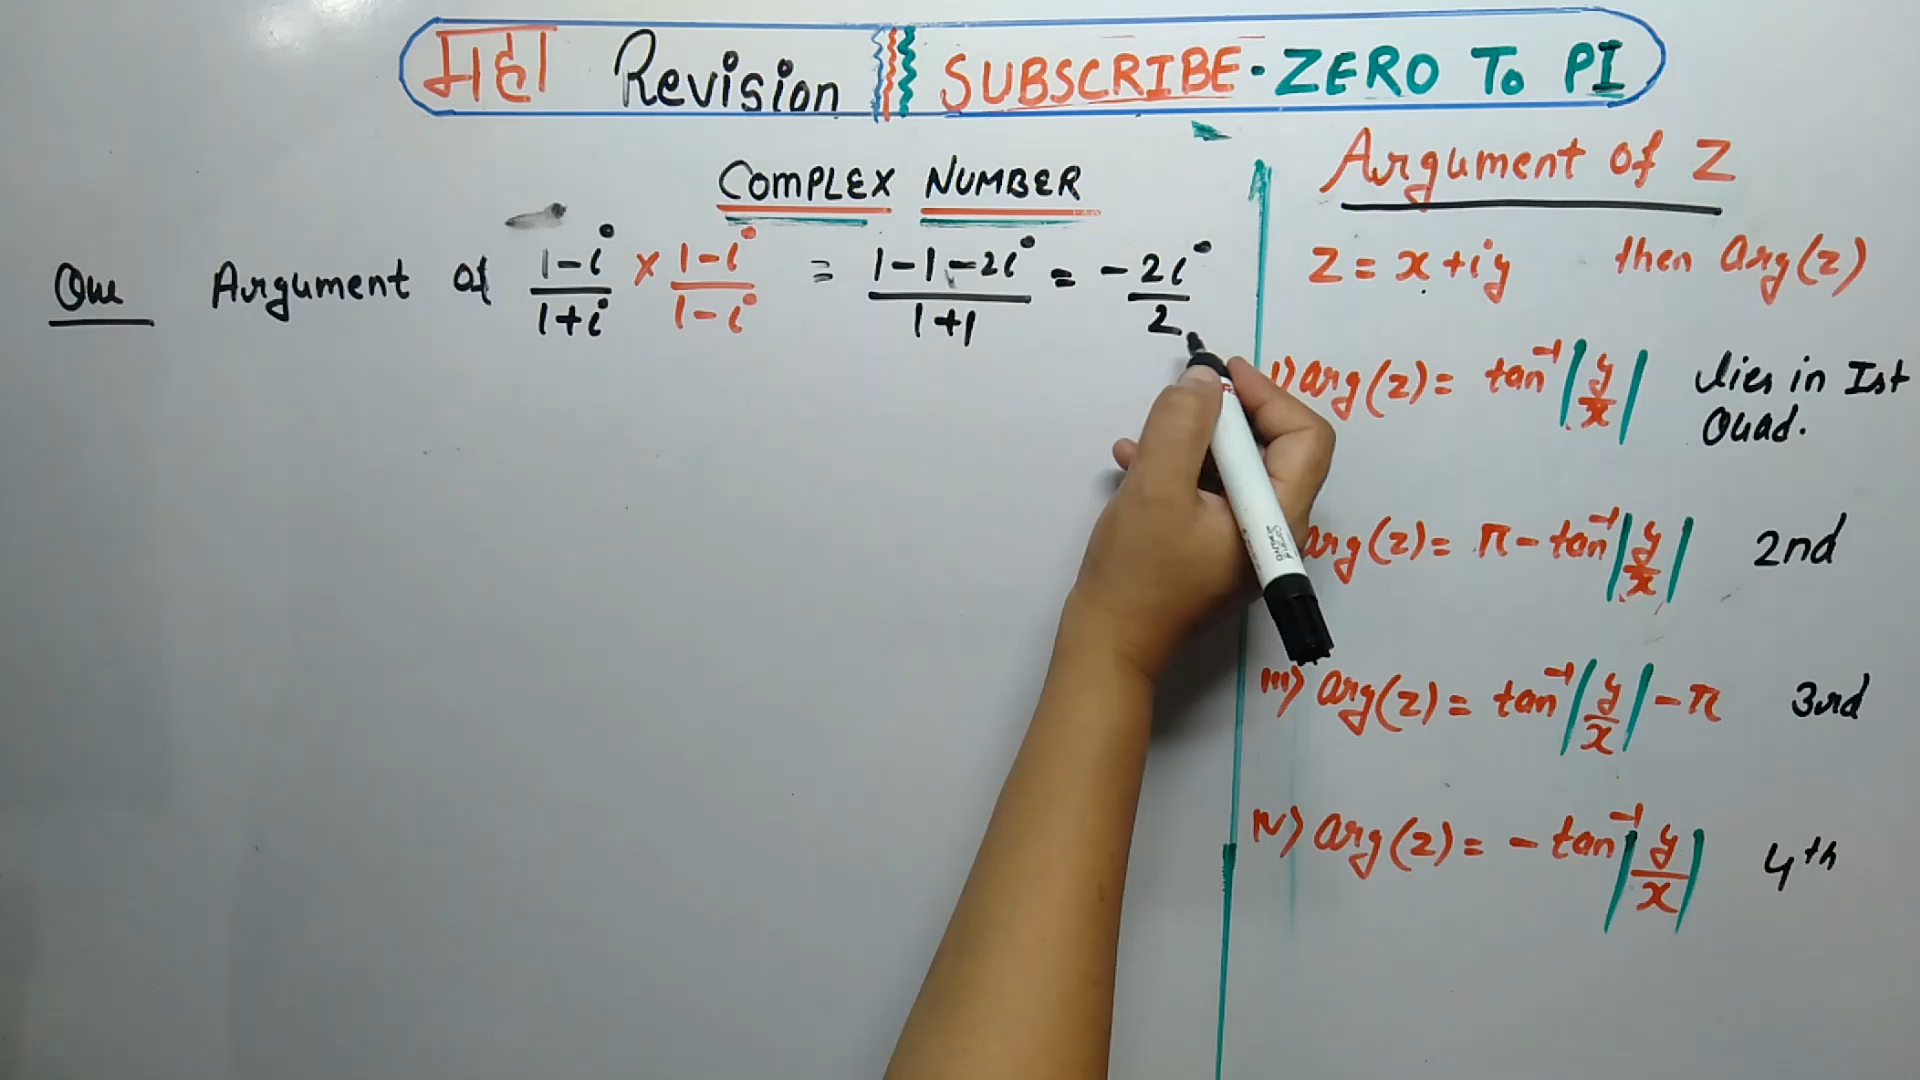 महा Revision SUBSCRIBE·ZERO TO PI
COMPLEX NUMBER
Que Argument of (1-i)/(1+i) × (1-i)/(1-i) = (1-1-2i)/(1+1) = -2i/2
Argument of Z
Z = x+iy then arg(z)
I) arg(z) = tan⁻¹|y/x| lies in Ist
Quad.
arg(z) = π - tan⁻¹|y/x| 2nd
III) arg(z) = tan⁻¹|y/x| - π 3rd
IV) arg(z) = - tan⁻¹|y/x| 4th